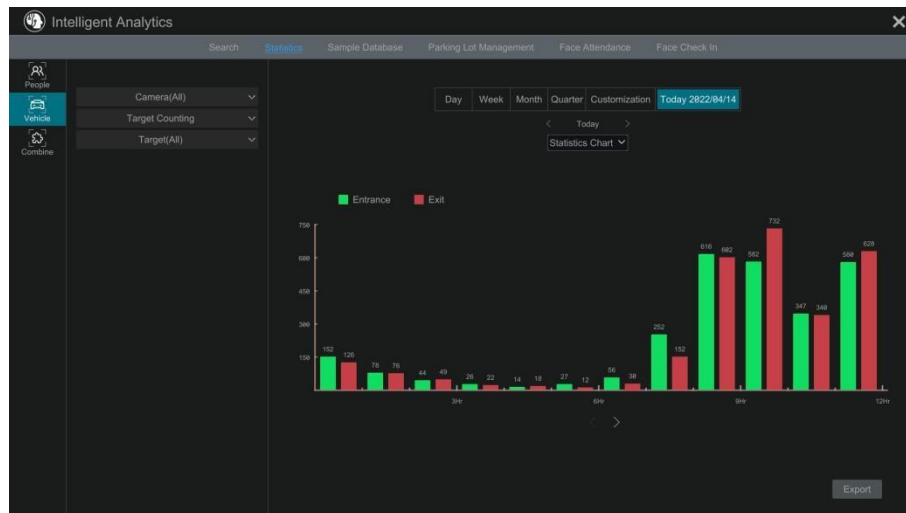 Intelligent Analytics
Search Statistics Sample Database Parking Lot Management Face Attendance Face Check In
People
Vehicle
Combine
Camera(All)
Target Counting
Target(All)
Day Week Month Quarter Customization Today 2022/04/14
< Today >
Statistics Chart
Entrance Exit
750
600
450
300
150
152 126 78 76 44 49 26 22 14 18 27 12 56 30 252 152 616 602 582 732 347 340 580 628
3Hr 6Hr 9Hr 12Hr
< >
Export